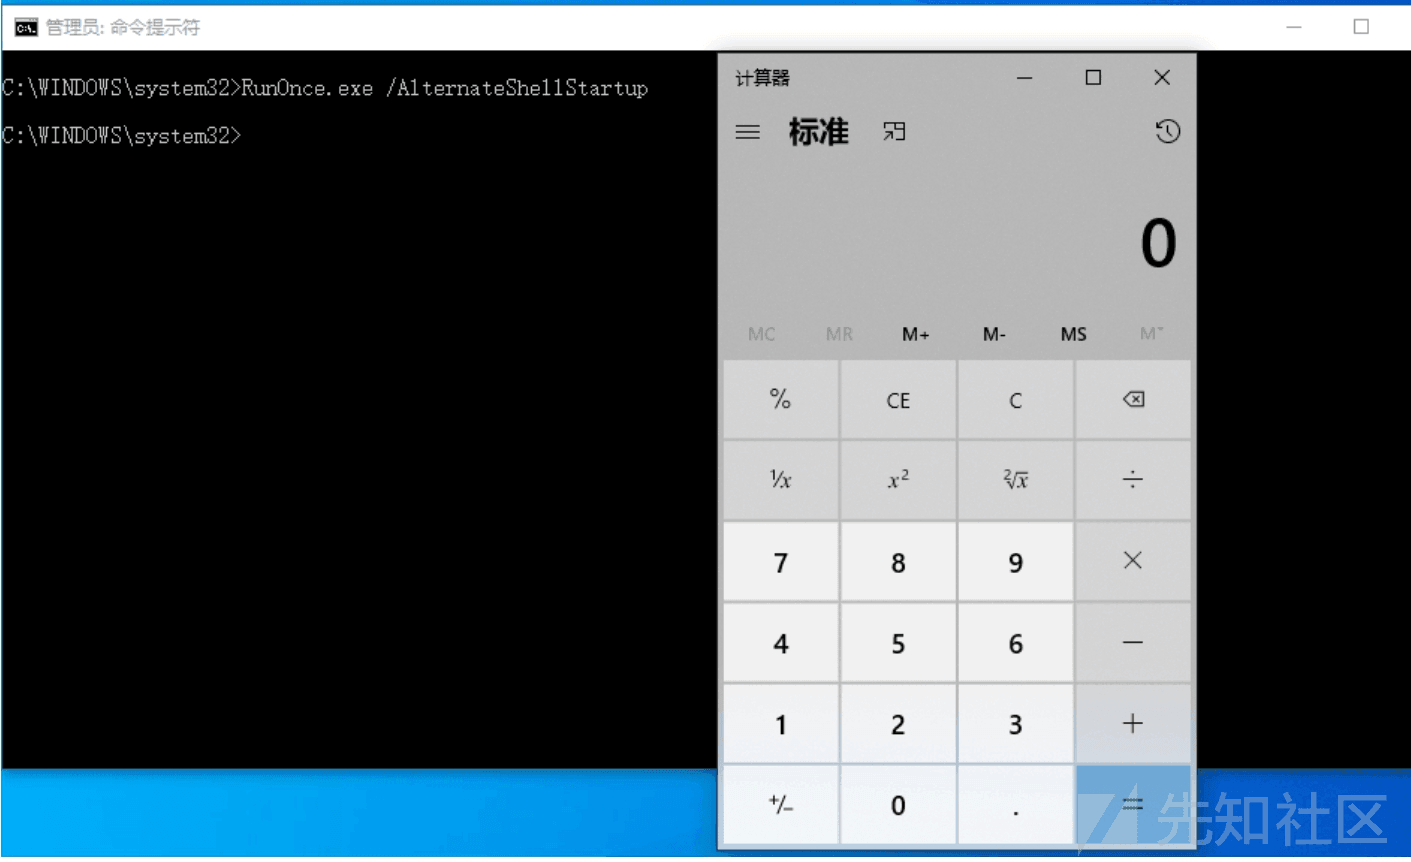 管理员: 命令提示符
C:\WINDOWS\system32>RunOnce.exe /AlternateShellStartup
C:\WINDOWS\system32>
计算器
标准
0
MC MR M+ M- MS M˅
% CE C
⅟x x² ²√x ÷
7 8 9 ×
4 5 6 −
1 2 3 +
+/− 0 . =
先知社区